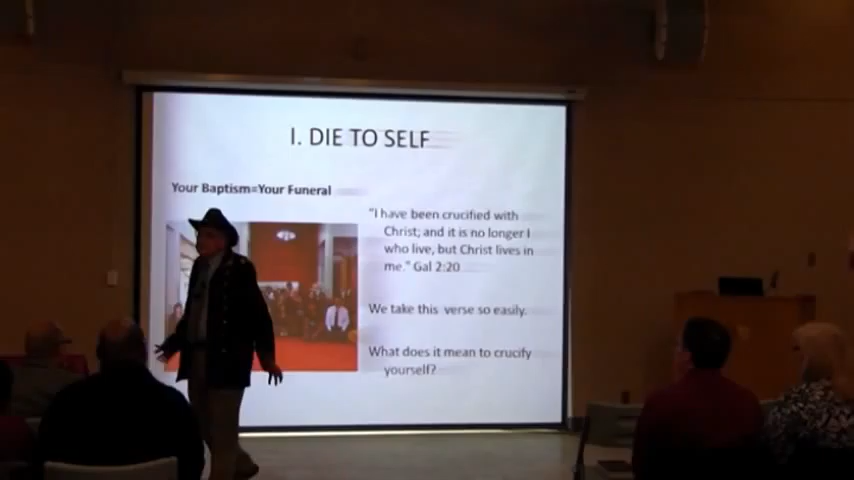 I. DIE TO SELF
Your Baptism=Your Funeral
"I have been crucified with
Christ; and it is no longer I
who live, but Christ lives in
me." Gal 2:20
We take this verse so easily.
What does it mean to crucify
yourself?